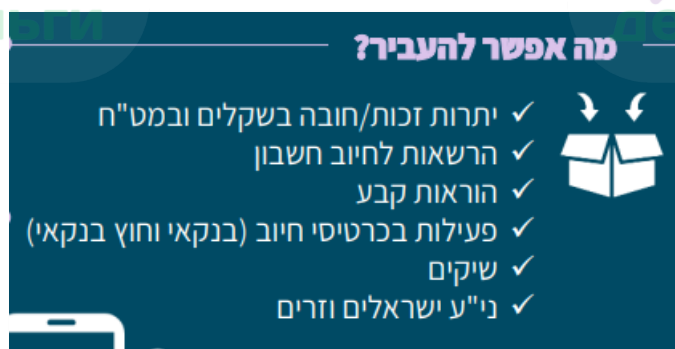 מה אפשר להעביר?
יתרות זכות/חובה בשקלים ובמט"ח
הרשאות לחיוב חשבון
הוראות קבע
פעילות בכרטיסי חיוב (בנקאי וחוץ בנקאי)
שיקים
ני"ע ישראלים וזרים